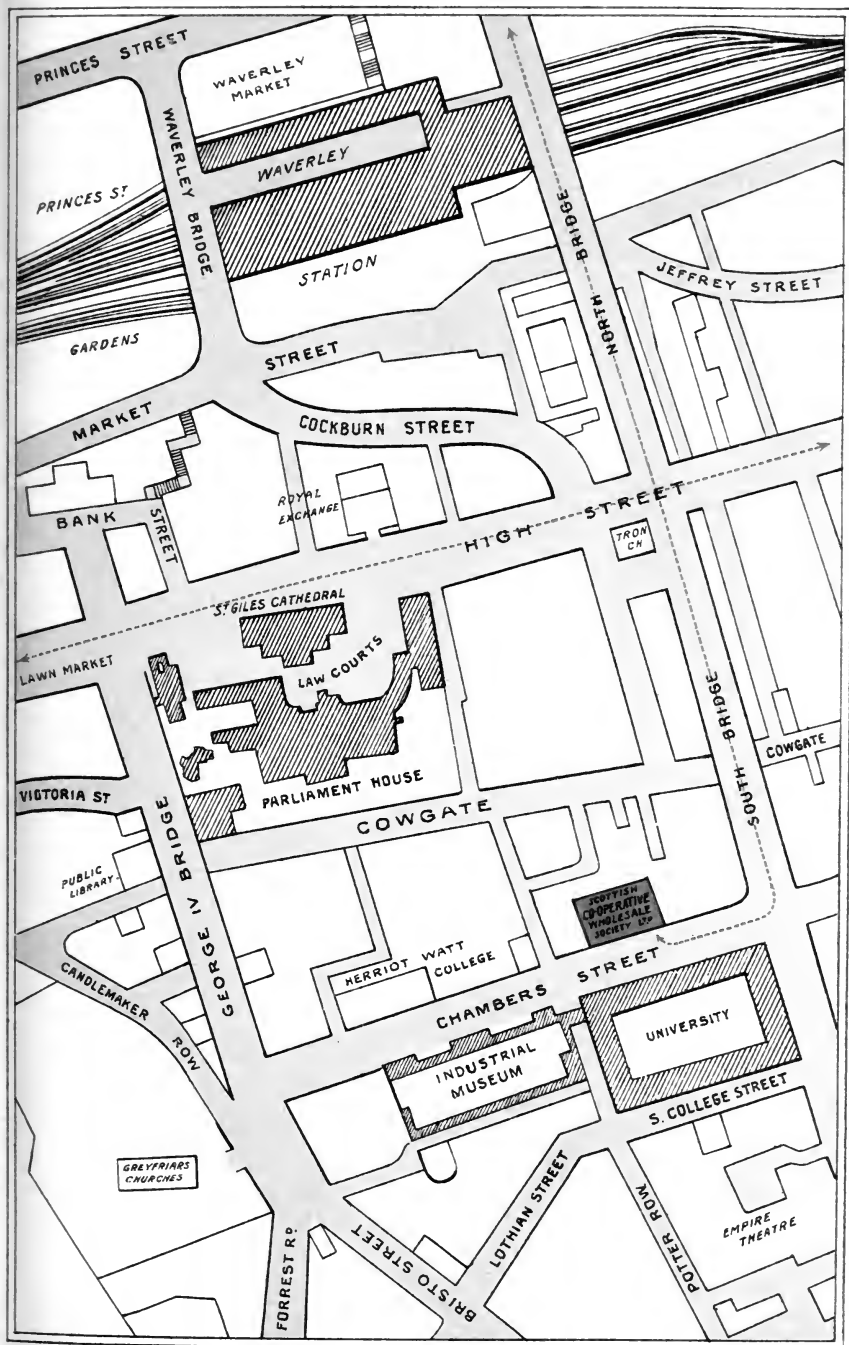 PRINCES STREET
WAVERLEY
MARKET
WAVERLEY BRIDGE
WAVERLEY
STATION
PRINCES ST
GARDENS
NORTH BRIDGE
JEFFREY STREET
MARKET STREET
COCKBURN STREET
BANK STREET
ROYAL
EXCHANGE
HIGH STREET
TRON
CH
ST GILES CATHEDRAL
LAWN MARKET
LAW COURTS
PARLIAMENT HOUSE
SOUTH BRIDGE
COWGATE
VICTORIA ST
COWGATE
GEORGE IV BRIDGE
PUBLIC
LIBRARY
SCOTTISH
CO-OPERATIVE
WHOLESALE
SOCIETY LTD
CANDLEMAKER ROW
HERRIOT WATT
COLLEGE
CHAMBERS STREET
UNIVERSITY
INDUSTRIAL
MUSEUM
S. COLLEGE STREET
GREYFRIARS
CHURCHES
LOTHIAN STREET
POTTER ROW
EMPIRE
THEATRE
FORREST RD.
BRISTO STREET